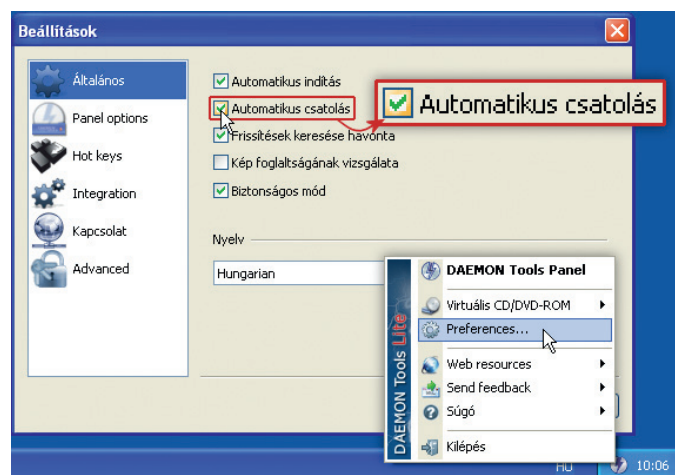 Beállítások
Általános
Panel options
Hot keys
Integration
Kapcsolat
Advanced
Automatikus indítás
Automatikus csatolás
Automatikus csatolás
Frissítések keresése havonta
Kép foglaltságának vizsgálata
Biztonságos mód
Nyelv
Hungarian
DAEMON Tools Lite
DAEMON Tools Panel
Virtuális CD/DVD-ROM
Preferences...
Web resources
Send feedback
Súgó
Kilépés
HU
10:06